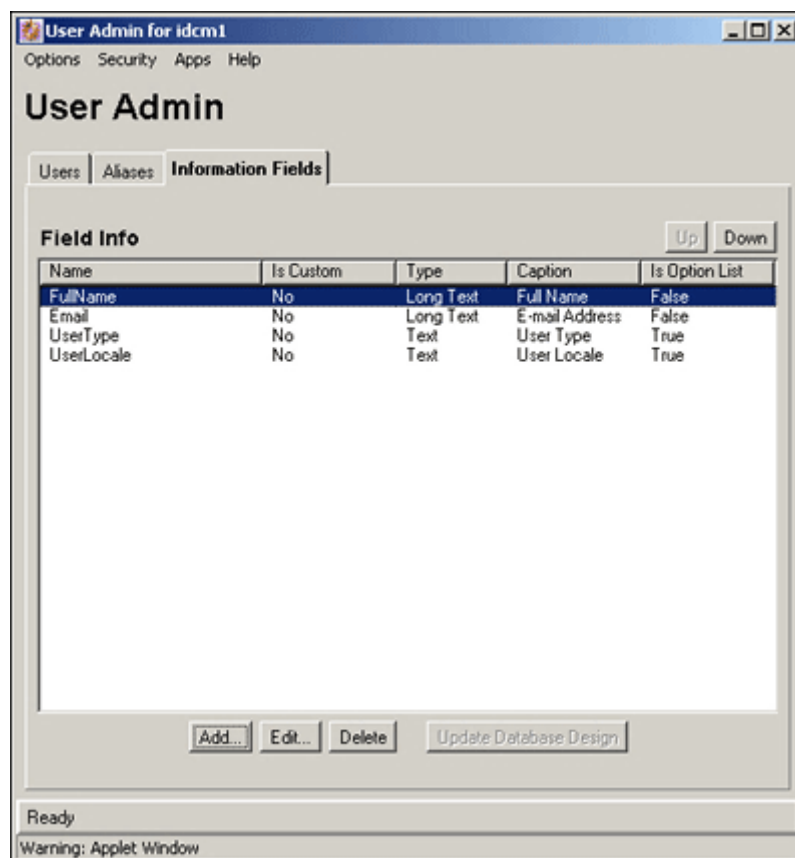 User Admin for idcm1
Options Security Apps Help
User Admin
Users Aliases Information Fields
Field Info Up Down
Name Is Custom Type Caption Is Option List
FullName No Long Text Full Name False
Email No Long Text E-mail Address False
UserType No Text User Type True
UserLocale No Text User Locale True
Add... Edit... Delete Update Database Design
Ready
Warning: Applet Window